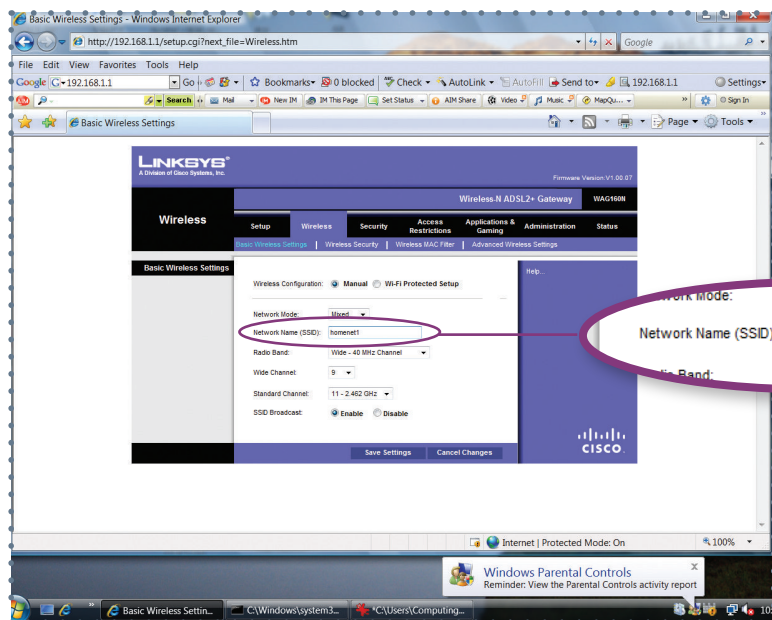 Basic Wireless Settings - Windows Internet Explorer
http://192.168.1.1/setup.cgi?next_file=Wireless.htm
Google
File Edit View Favorites Tools Help
Google G 192.168.1.1 Go Bookmarks 0 blocked Check AutoLink AutoFill Send to 192.168.1.1 Settings
Search Mail New IM IM This Page Set Status AIM Share Video Music MapQu... » Sign In
Basic Wireless Settings Page Tools »
LINKSYS®
A Division of Cisco Systems, Inc.
Firmware Version V1.00.07
Wireless-N ADSL2+ Gateway WAG160N
Wireless
Setup Wireless Security Access Restrictions Applications & Gaming Administration Status
Basic Wireless Settings | Wireless Security | Wireless MAC Filter | Advanced Wireless Settings
Basic Wireless Settings
Help...
Wireless Configuration: Manual Wi-Fi Protected Setup
Network Mode: Mixed
Network Name (SSID): homenet1
Radio Band: Wide - 40 MHz Channel
Wide Channel: 9
Standard Channel: 11 - 2.462 GHz
SSID Broadcast: Enable Disable
Save Settings Cancel Changes
CISCO
Mode:
Network Name (SSID)
Band:
Internet | Protected Mode: On 100%
Windows Parental Controls X
Reminder: View the Parental Controls activity report
» Basic Wireless Settin... C:\Windows\system3... *C:\Users\Computing... 10: